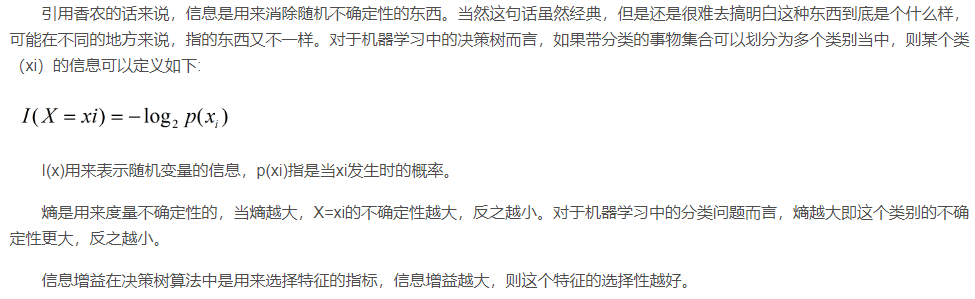 引用香农的话来说，信息是用来消除随机不确定性的东西。当然这句话虽然经典，但是还是很难去搞明白这种东西到底是个什么样，
可能在不同的地方来说，指的东西又不一样。对于机器学习中的决策树而言，如果带分类的事物集合可以划分为多个类别当中，则某个类
（xi）的信息可以定义如下:
I(X = xi) = −log₂ p(xᵢ)
I(x)用来表示随机变量的信息，p(xi)指是当xi发生时的概率。
熵是用来度量不确定性的，当熵越大，X=xi的不确定性越大，反之越小。对于机器学习中的分类问题而言，熵越大即这个类别的不确
定性更大，反之越小。
信息增益在决策树算法中是用来选择特征的指标，信息增益越大，则这个特征的选择性越好。